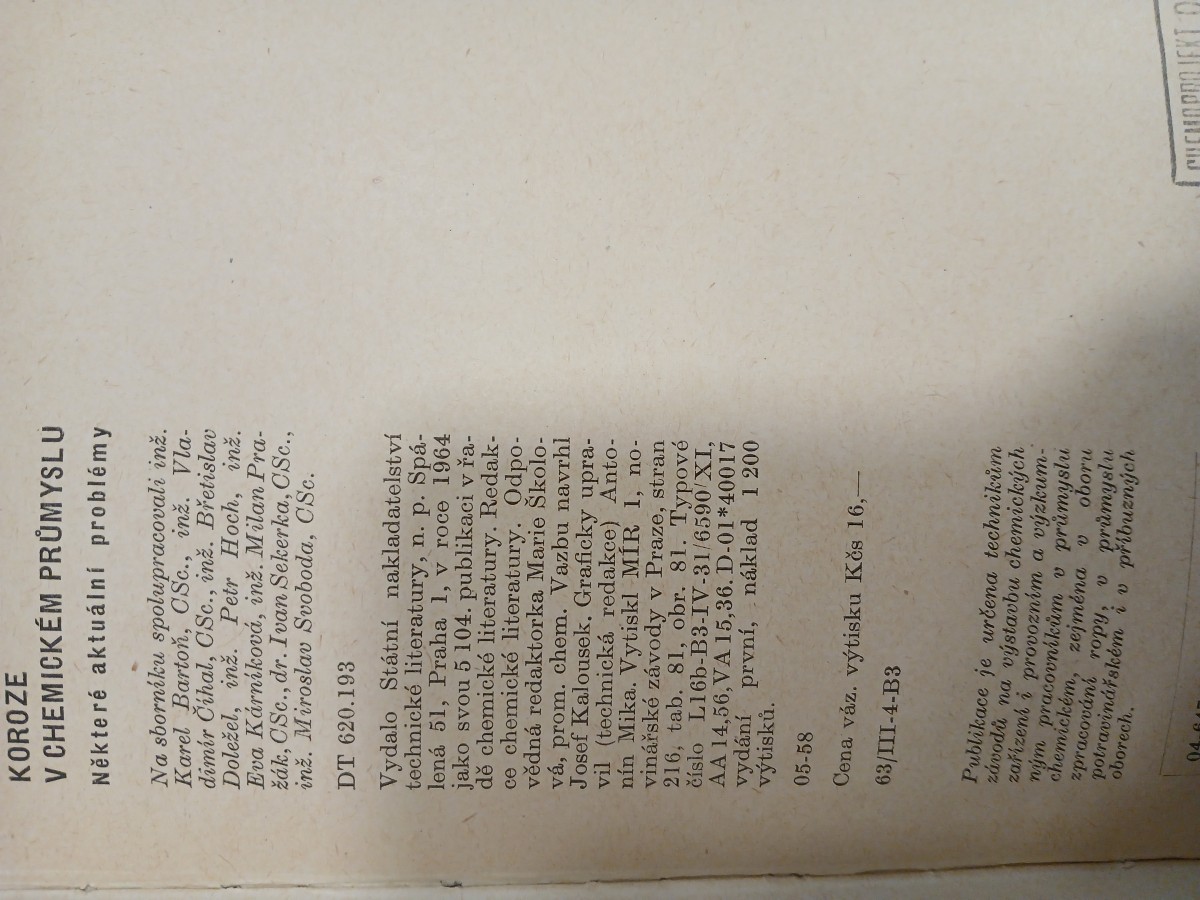 KOROZE
V CHEMICKÉM PRŮMYSLU
Některé aktuální problémy
Na sborníku spolupracovali inž.
Karel Bartoň, CSc., inž. Vla-
dimír Čihal, CSc., inž. Břetislav
Doležel, inž. Petr Hoch, inž.
Eva Kárníková, inž. Milan Pra-
žák, CSc., dr. Ivan Sekerka, CSc.,
inž. Miroslav Svoboda, CSc.
DT 620.193
Vydalo Státní nakladatelství
technické literatury, n. p. Spá-
lená 51, Praha 1, v roce 1964
jako svou 5 104. publikaci v řa-
dě chemické literatury. Redak-
ce chemické literatury. Odpo-
vědná redaktorka Marie Školo-
vá, prom. chem. Vazbu navrhl
Josef Kalousek. Graficky upra-
vil (technická redakce) Anto-
nín Mika. Vytiskl MÍR 1, no-
vinářské závody v Praze, stran
216, tab. 81, obr. 81. Typové
číslo L16b-B3-IV-31/6590/XI,
AA 14,56, VA 15,36. D-01*40017
vydání první, náklad 1 200
výtisků.
05-58
Cena váz. výtisku Kčs 16,—
63/III-4-B3
Publikace je určena technikům
závodů na výstavbu chemických
zařízení i provozním a výzkum-
ným pracovníkům v průmyslu
chemickém, zejména v oboru
zpracování ropy, v průmyslu
potravinářském i v příbuzných
oborech.
CHEMOPROJEKT